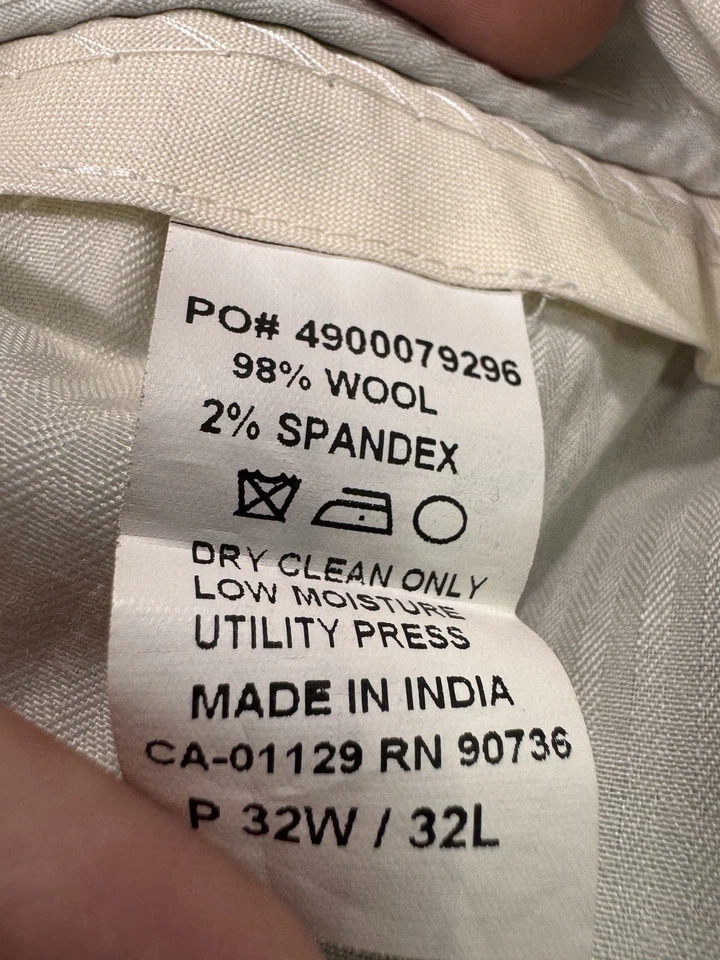 PO# 4900079296
98% WOOL
2% SPANDEX
DRY CLEAN ONLY
LOW MOISTURE
UTILITY PRESS
MADE IN INDIA
CA-01129 RN 90736
P 32W / 32L